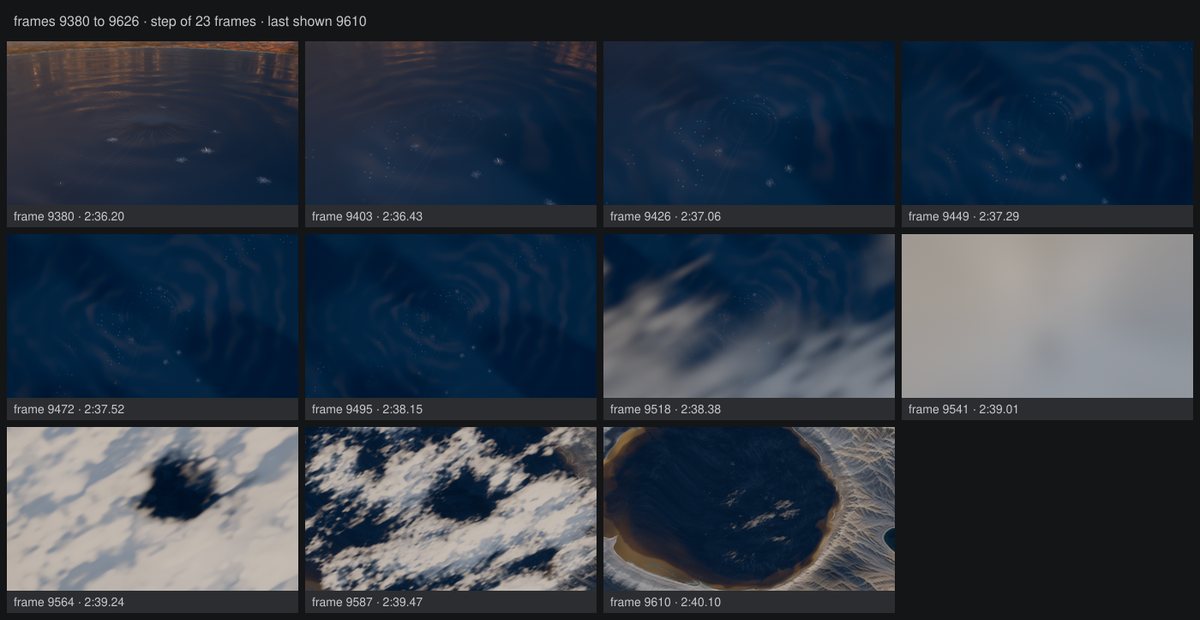 frames 9380 to 9626 · step of 23 frames · last shown 9610
frame 9380 · 2:36.20
frame 9403 · 2:36.43
frame 9426 · 2:37.06
frame 9449 · 2:37.29
frame 9472 · 2:37.52
frame 9495 · 2:38.15
frame 9518 · 2:38.38
frame 9541 · 2:39.01
frame 9564 · 2:39.24
frame 9587 · 2:39.47
frame 9610 · 2:40.10